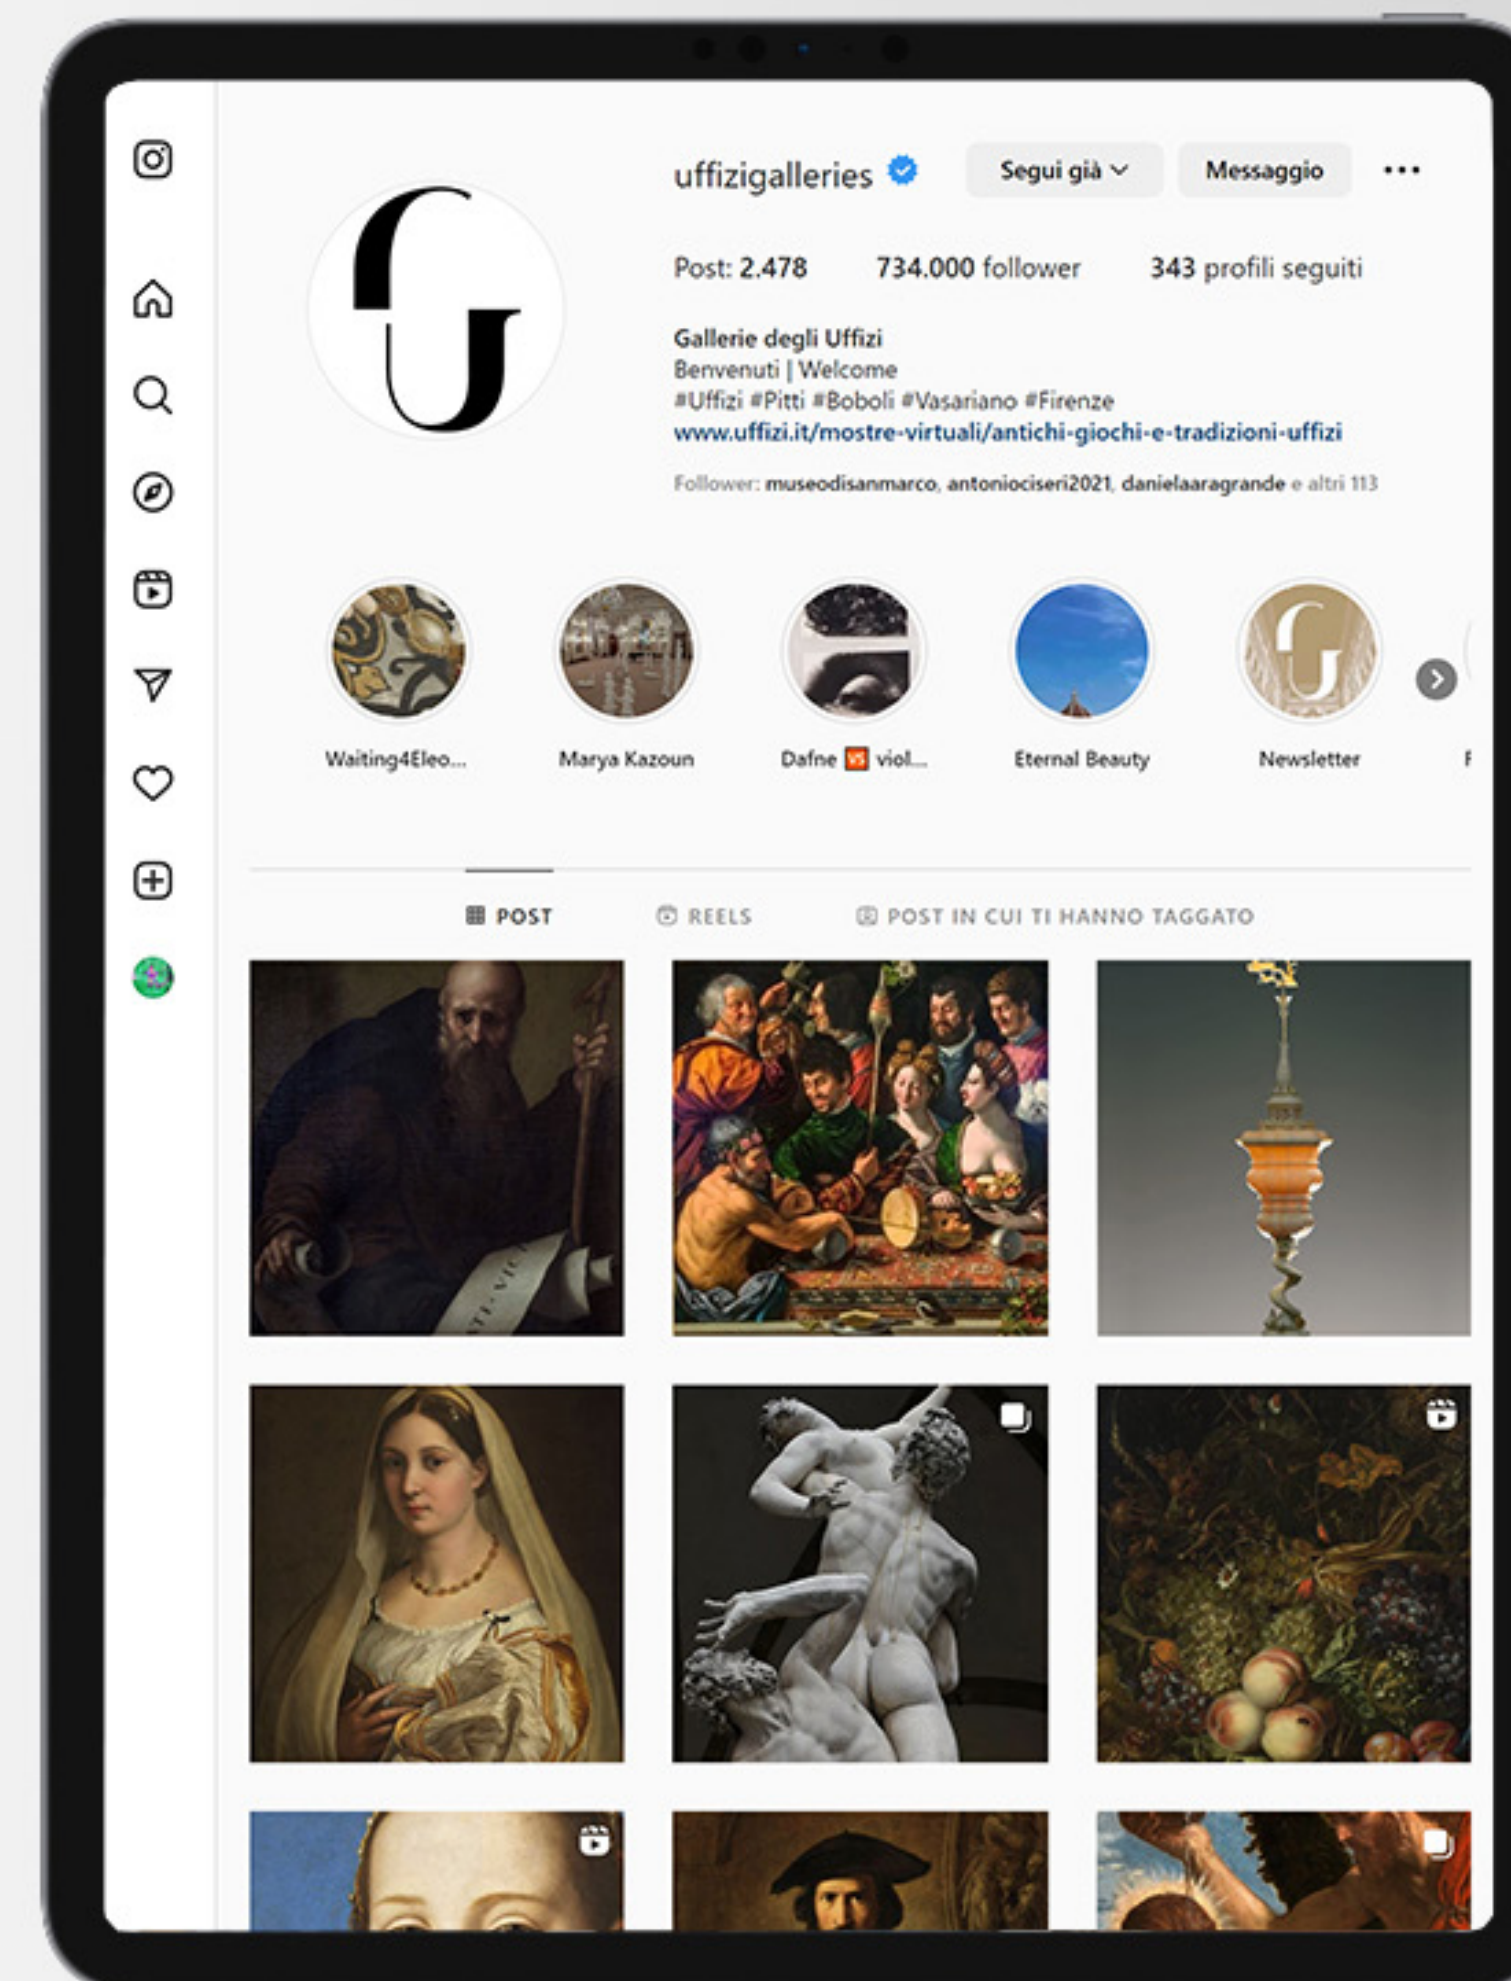 uffizigalleries
Segui già
Messaggio
Post: 2.478
734.000 follower
343 profili seguiti
Gallerie degli Uffizi
Benvenuti | Welcome
#Uffizi #Pitti #Boboli #Vasariano #Firenze
www.uffizi.it/mostre-virtuali/antichi-giochi-e-tradizioni-uffizi
Follower: museodisanmarco, antoniociseri2021, danielaaragrande e altri 113
Waiting4Eleo...
Marya Kazoun
Dafne 🆚 viol...
Eternal Beauty
Newsletter
POST
REELS
POST IN CUI TI HANNO TAGGATO